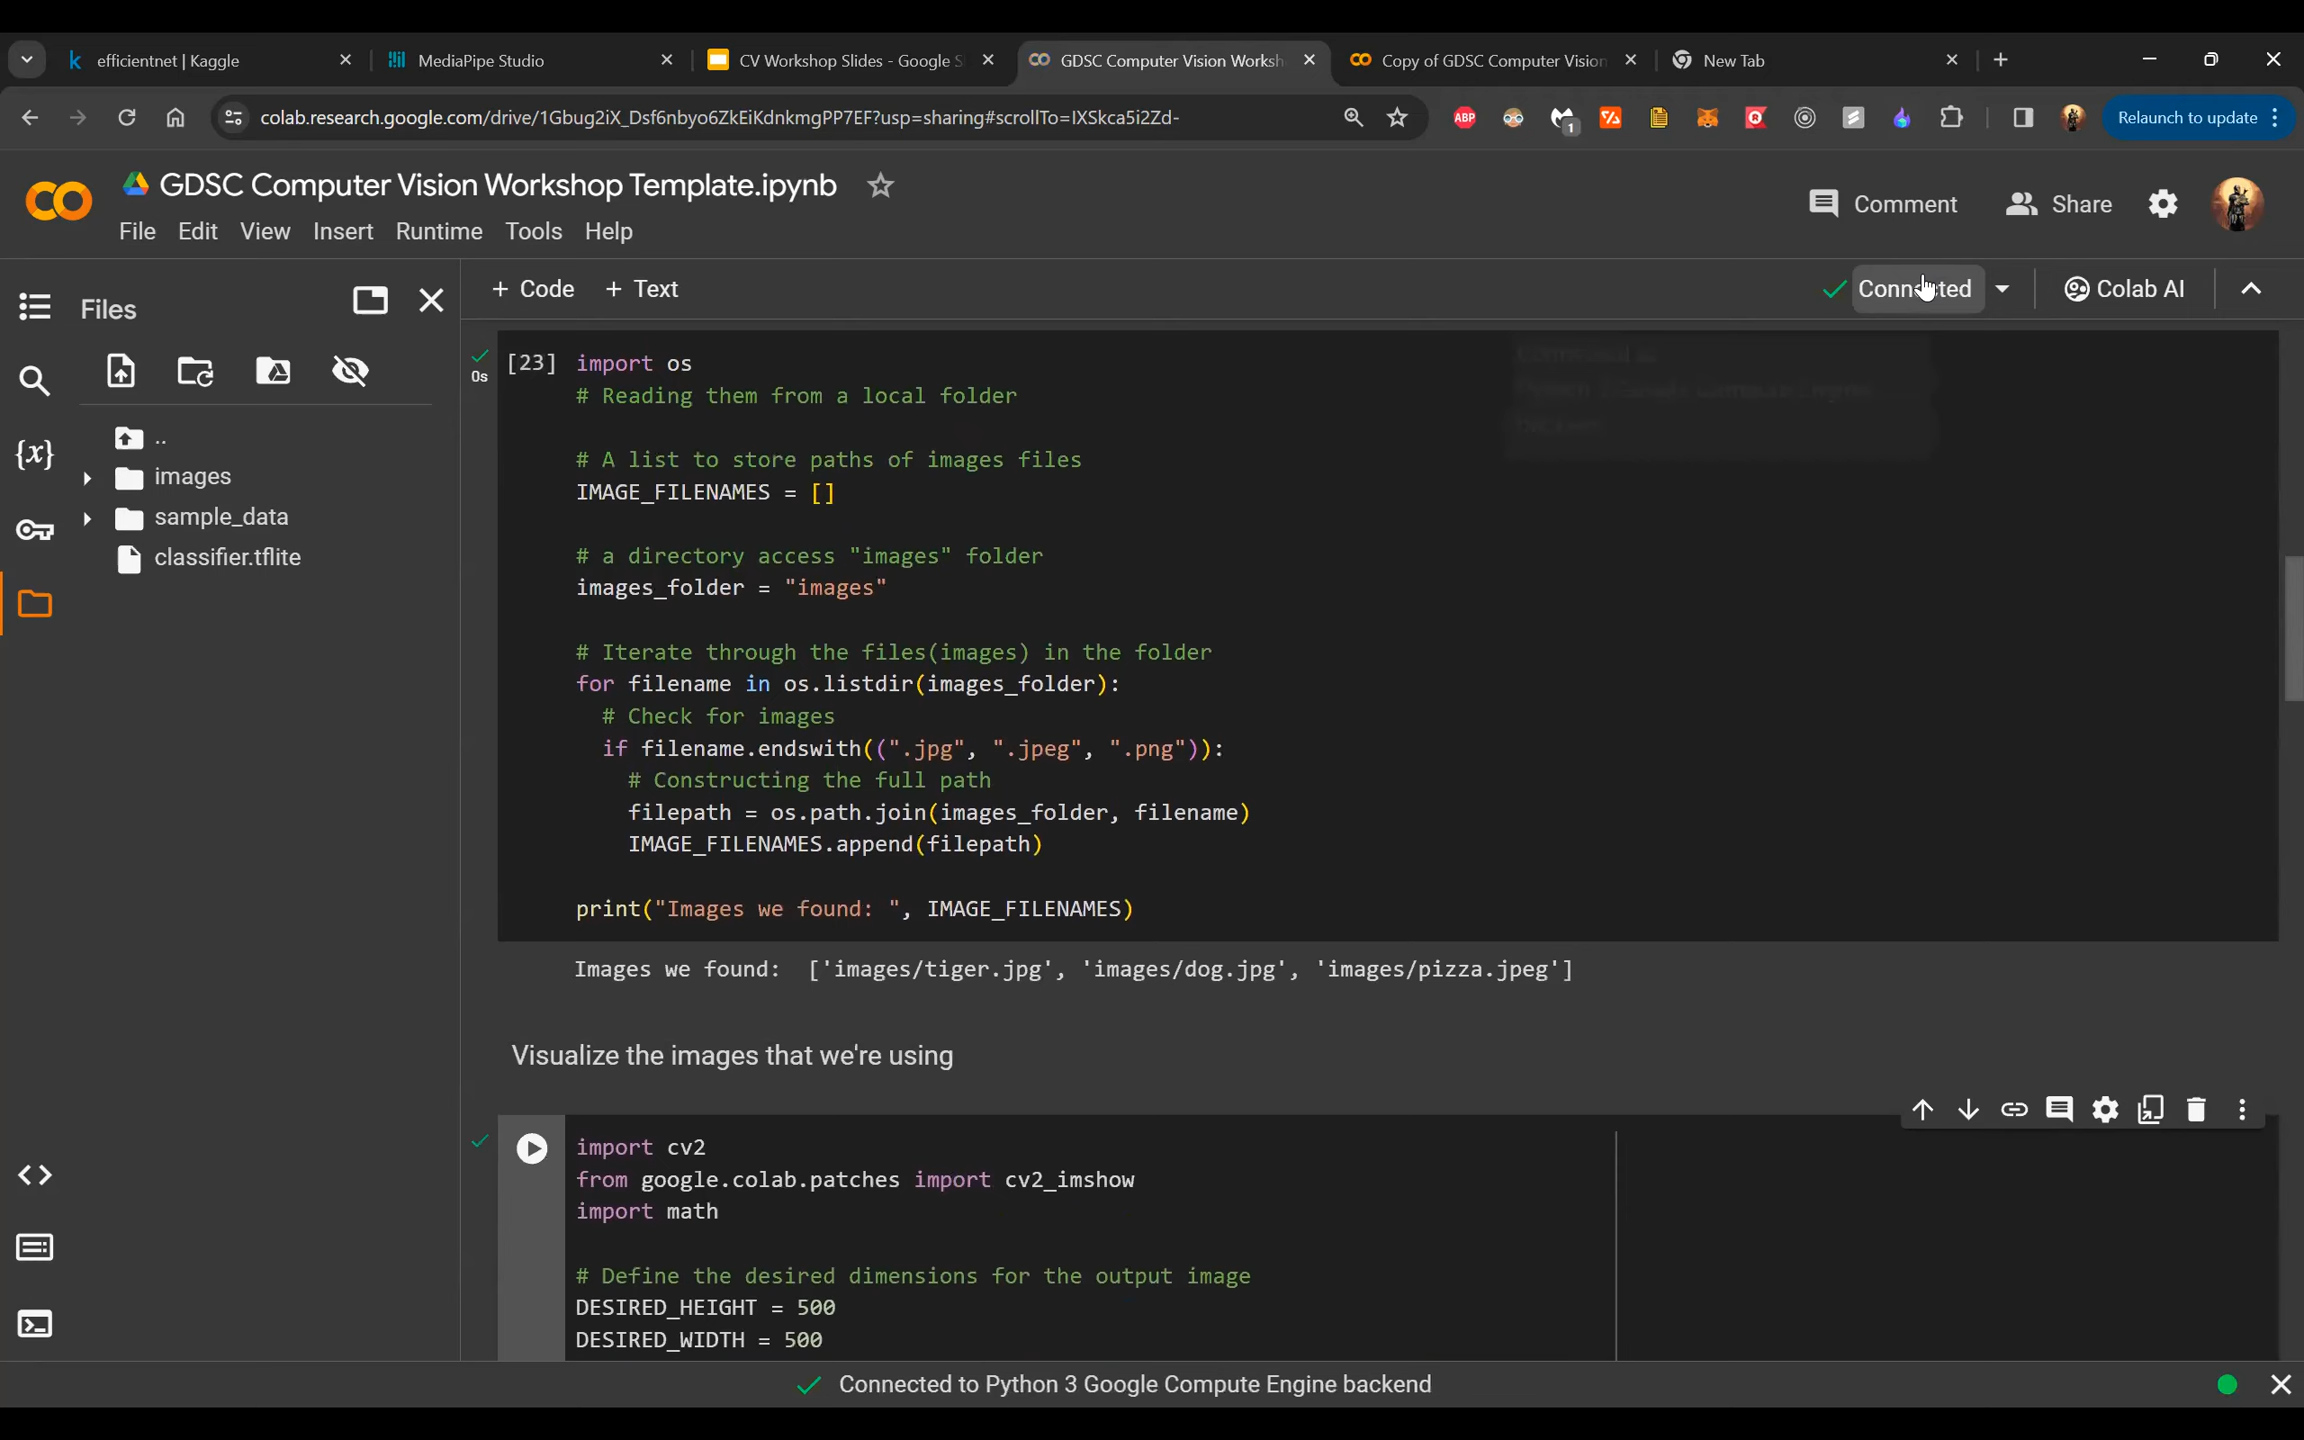 efficientnet | Kaggle
MediaPipe Studio
CV Workshop Slides - Google S
GDSC Computer Vision Worksh
Copy of GDSC Computer Vision
New Tab
colab.research.google.com/drive/1Gbug2iX_Dsf6nbyo6ZkEiKdnkmgPP7EF?usp=sharing#scrollTo=IXSkca5i2Zd-
ABP
1
Relaunch to update
GDSC Computer Vision Workshop Template.ipynb
Comment
Share
File Edit View Insert Runtime Tools Help
Files
+ Code + Text
Connected
Colab AI
..
images
sample_data
classifier.tflite
{x}
0s
[23] import os
# Reading them from a local folder
# A list to store paths of images files
IMAGE_FILENAMES = []
# a directory access "images" folder
images_folder = "images"
# Iterate through the files(images) in the folder
for filename in os.listdir(images_folder):
# Check for images
if filename.endswith((".jpg", ".jpeg", ".png")):
# Constructing the full path
filepath = os.path.join(images_folder, filename)
IMAGE_FILENAMES.append(filepath)
print("Images we found: ", IMAGE_FILENAMES)
Images we found:  ['images/tiger.jpg', 'images/dog.jpg', 'images/pizza.jpeg']
Visualize the images that we're using
import cv2
from google.colab.patches import cv2_imshow
import math
# Define the desired dimensions for the output image
DESIRED_HEIGHT = 500
DESIRED_WIDTH = 500
Connected to Python 3 Google Compute Engine backend